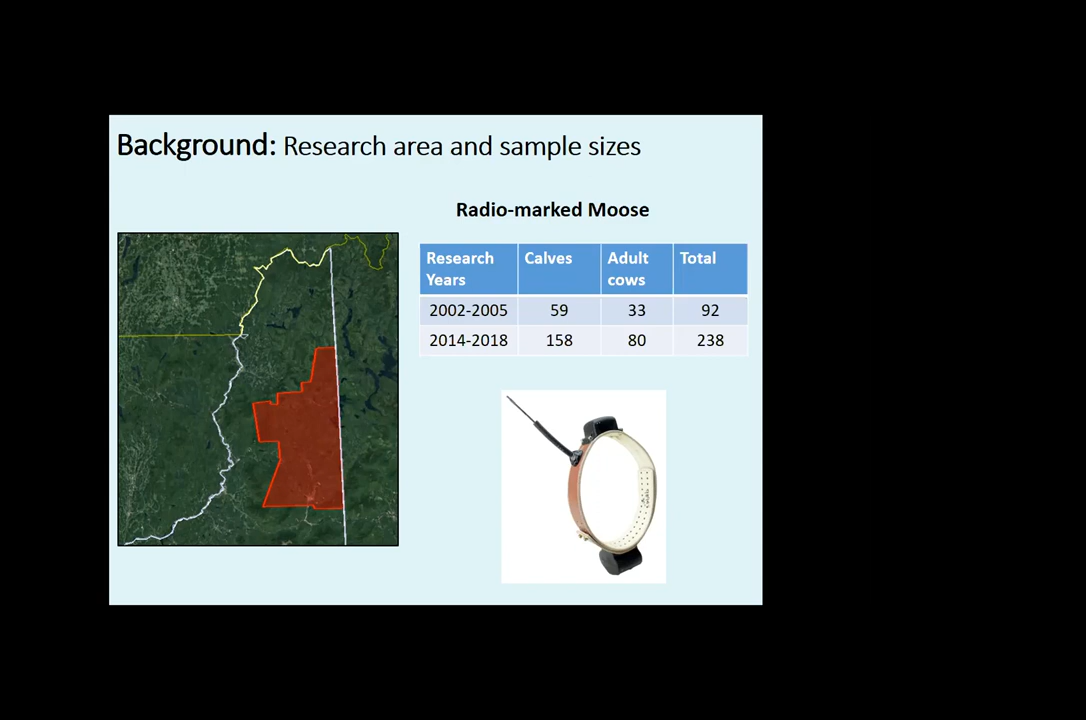 Background: Research area and sample sizes
Radio-marked Moose
Research Years Calves Adult cows Total
2002-2005 59 33 92
2014-2018 158 80 238